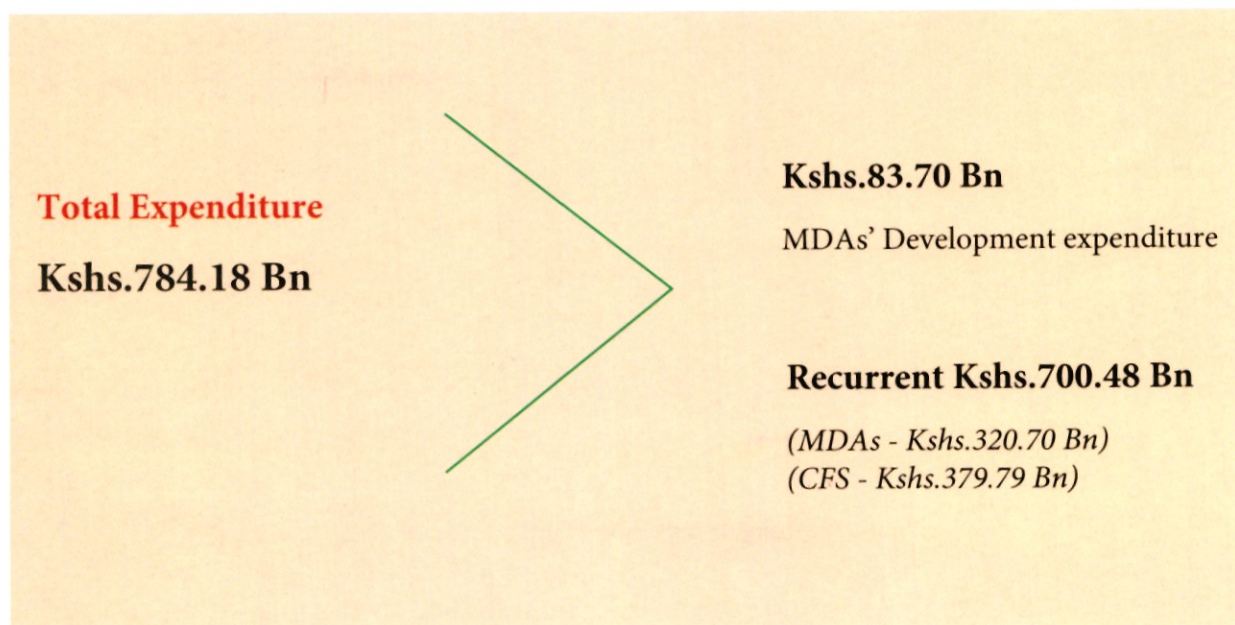 Total Expenditure
Kshs.784.18 Bn
Kshs.83.70 Bn
MDAs’ Development expenditure
Recurrent Kshs.700.48 Bn
(MDAs - Kshs.320.70 Bn)
(CFS - Kshs.379.79 Bn)